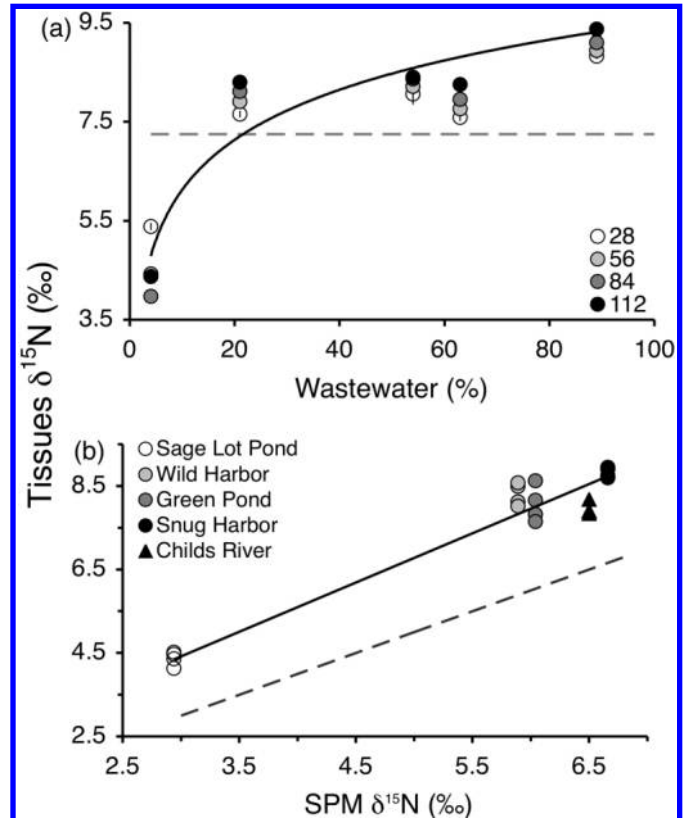 (a)
9.5
7.5
5.5
3.5
28
56
84
112
0 20 40 60 80 100
Wastewater (%)
Tissues δ¹⁵N (‰)
(b)
Sage Lot Pond
Wild Harbor
Green Pond
Snug Harbor
Childs River
8.5
6.5
4.5
2.5
2.5 3.5 4.5 5.5 6.5
SPM δ¹⁵N (‰)